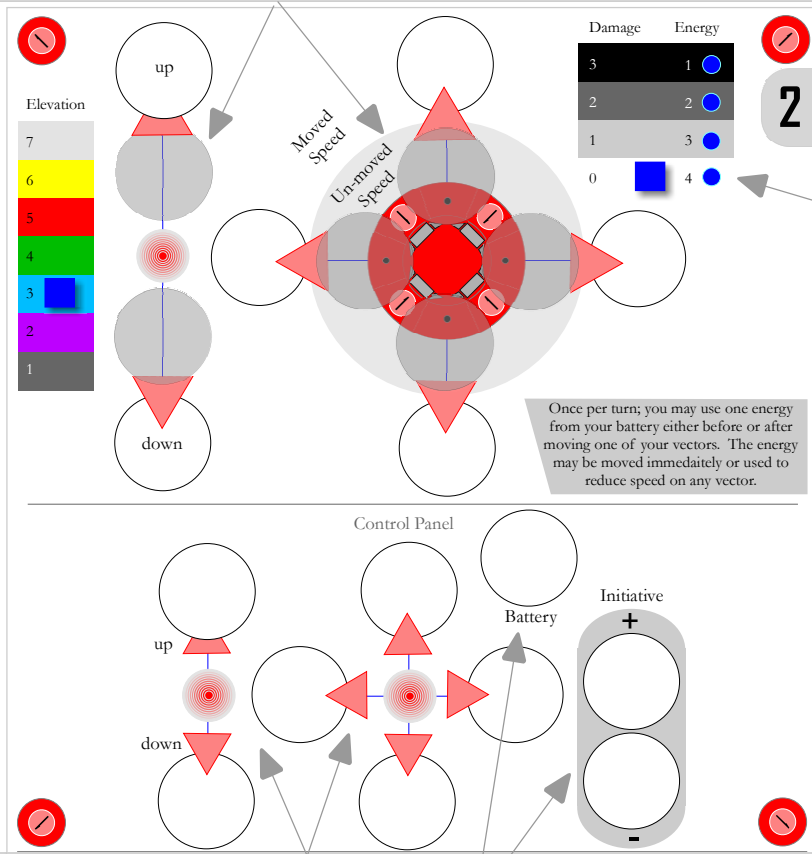 up
Elevation
7
6
5
4
3
2
1
down
Moved
Speed
Un-moved
Speed
Damage Energy
3 1
2 2
1 3
0 4
2
Once per turn; you may use one energy
from your battery either before or after
moving one of your vectors. The energy
may be moved immedaitely or used to
reduce speed on any vector.
Control Panel
up
down
Battery
Initiative
+
-